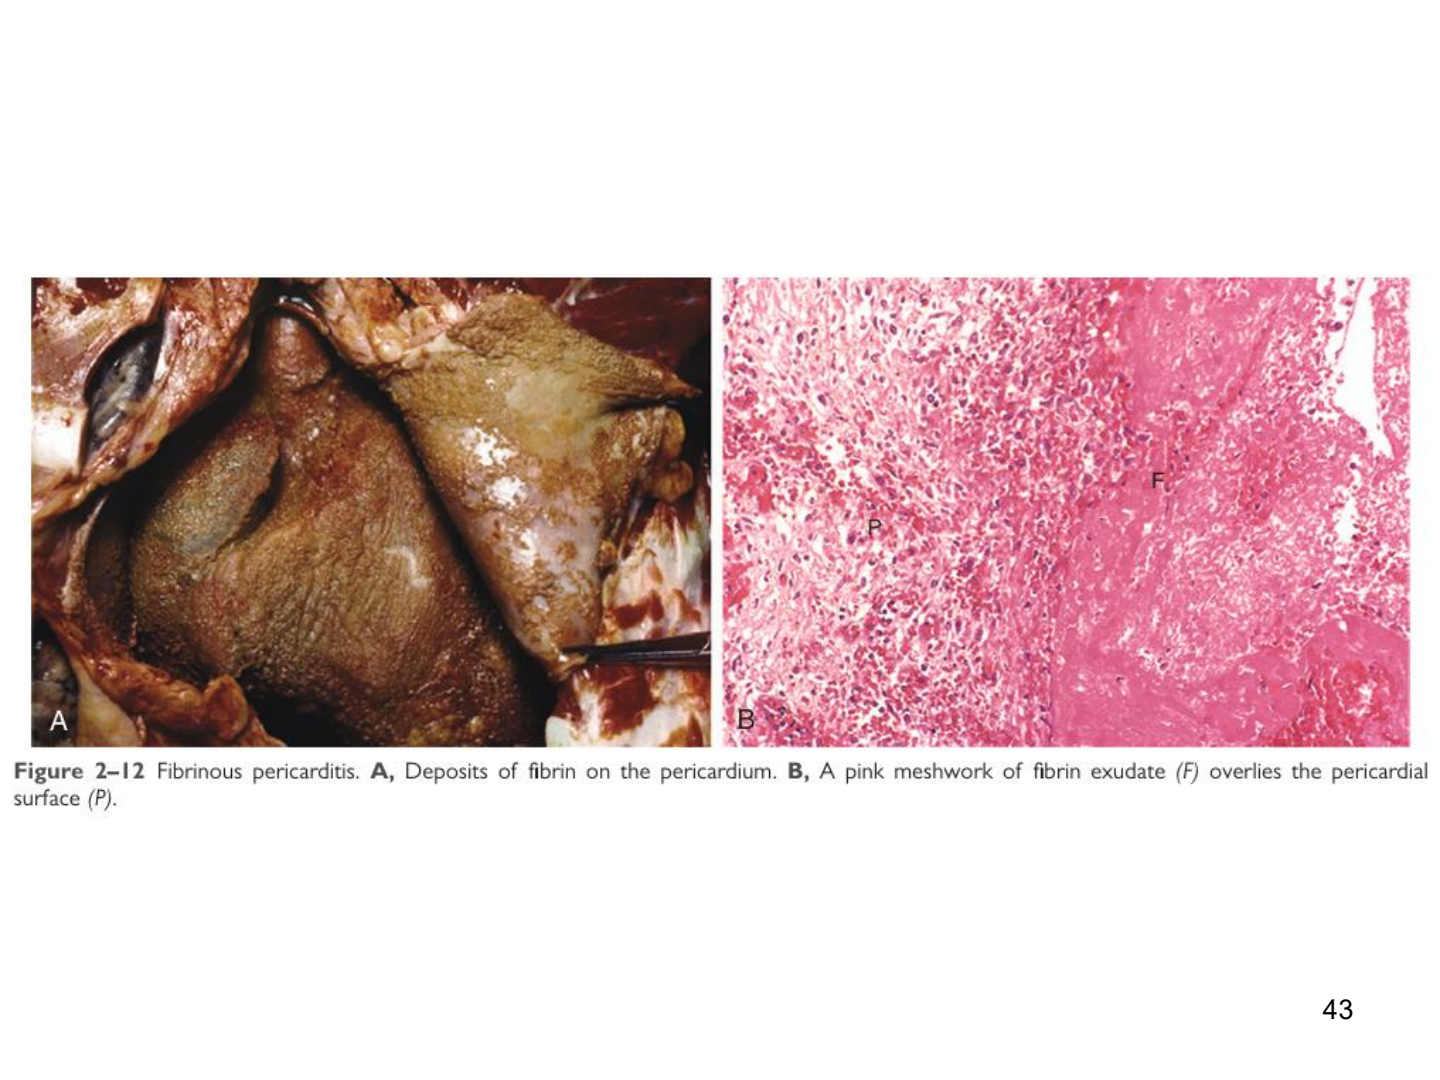 P
F
A
B
Figure 2–12 Fibrinous pericarditis. A, Deposits of fibrin on the pericardium. B, A pink meshwork of fibrin exudate (F) overlies the pericardial
surface (P).
43